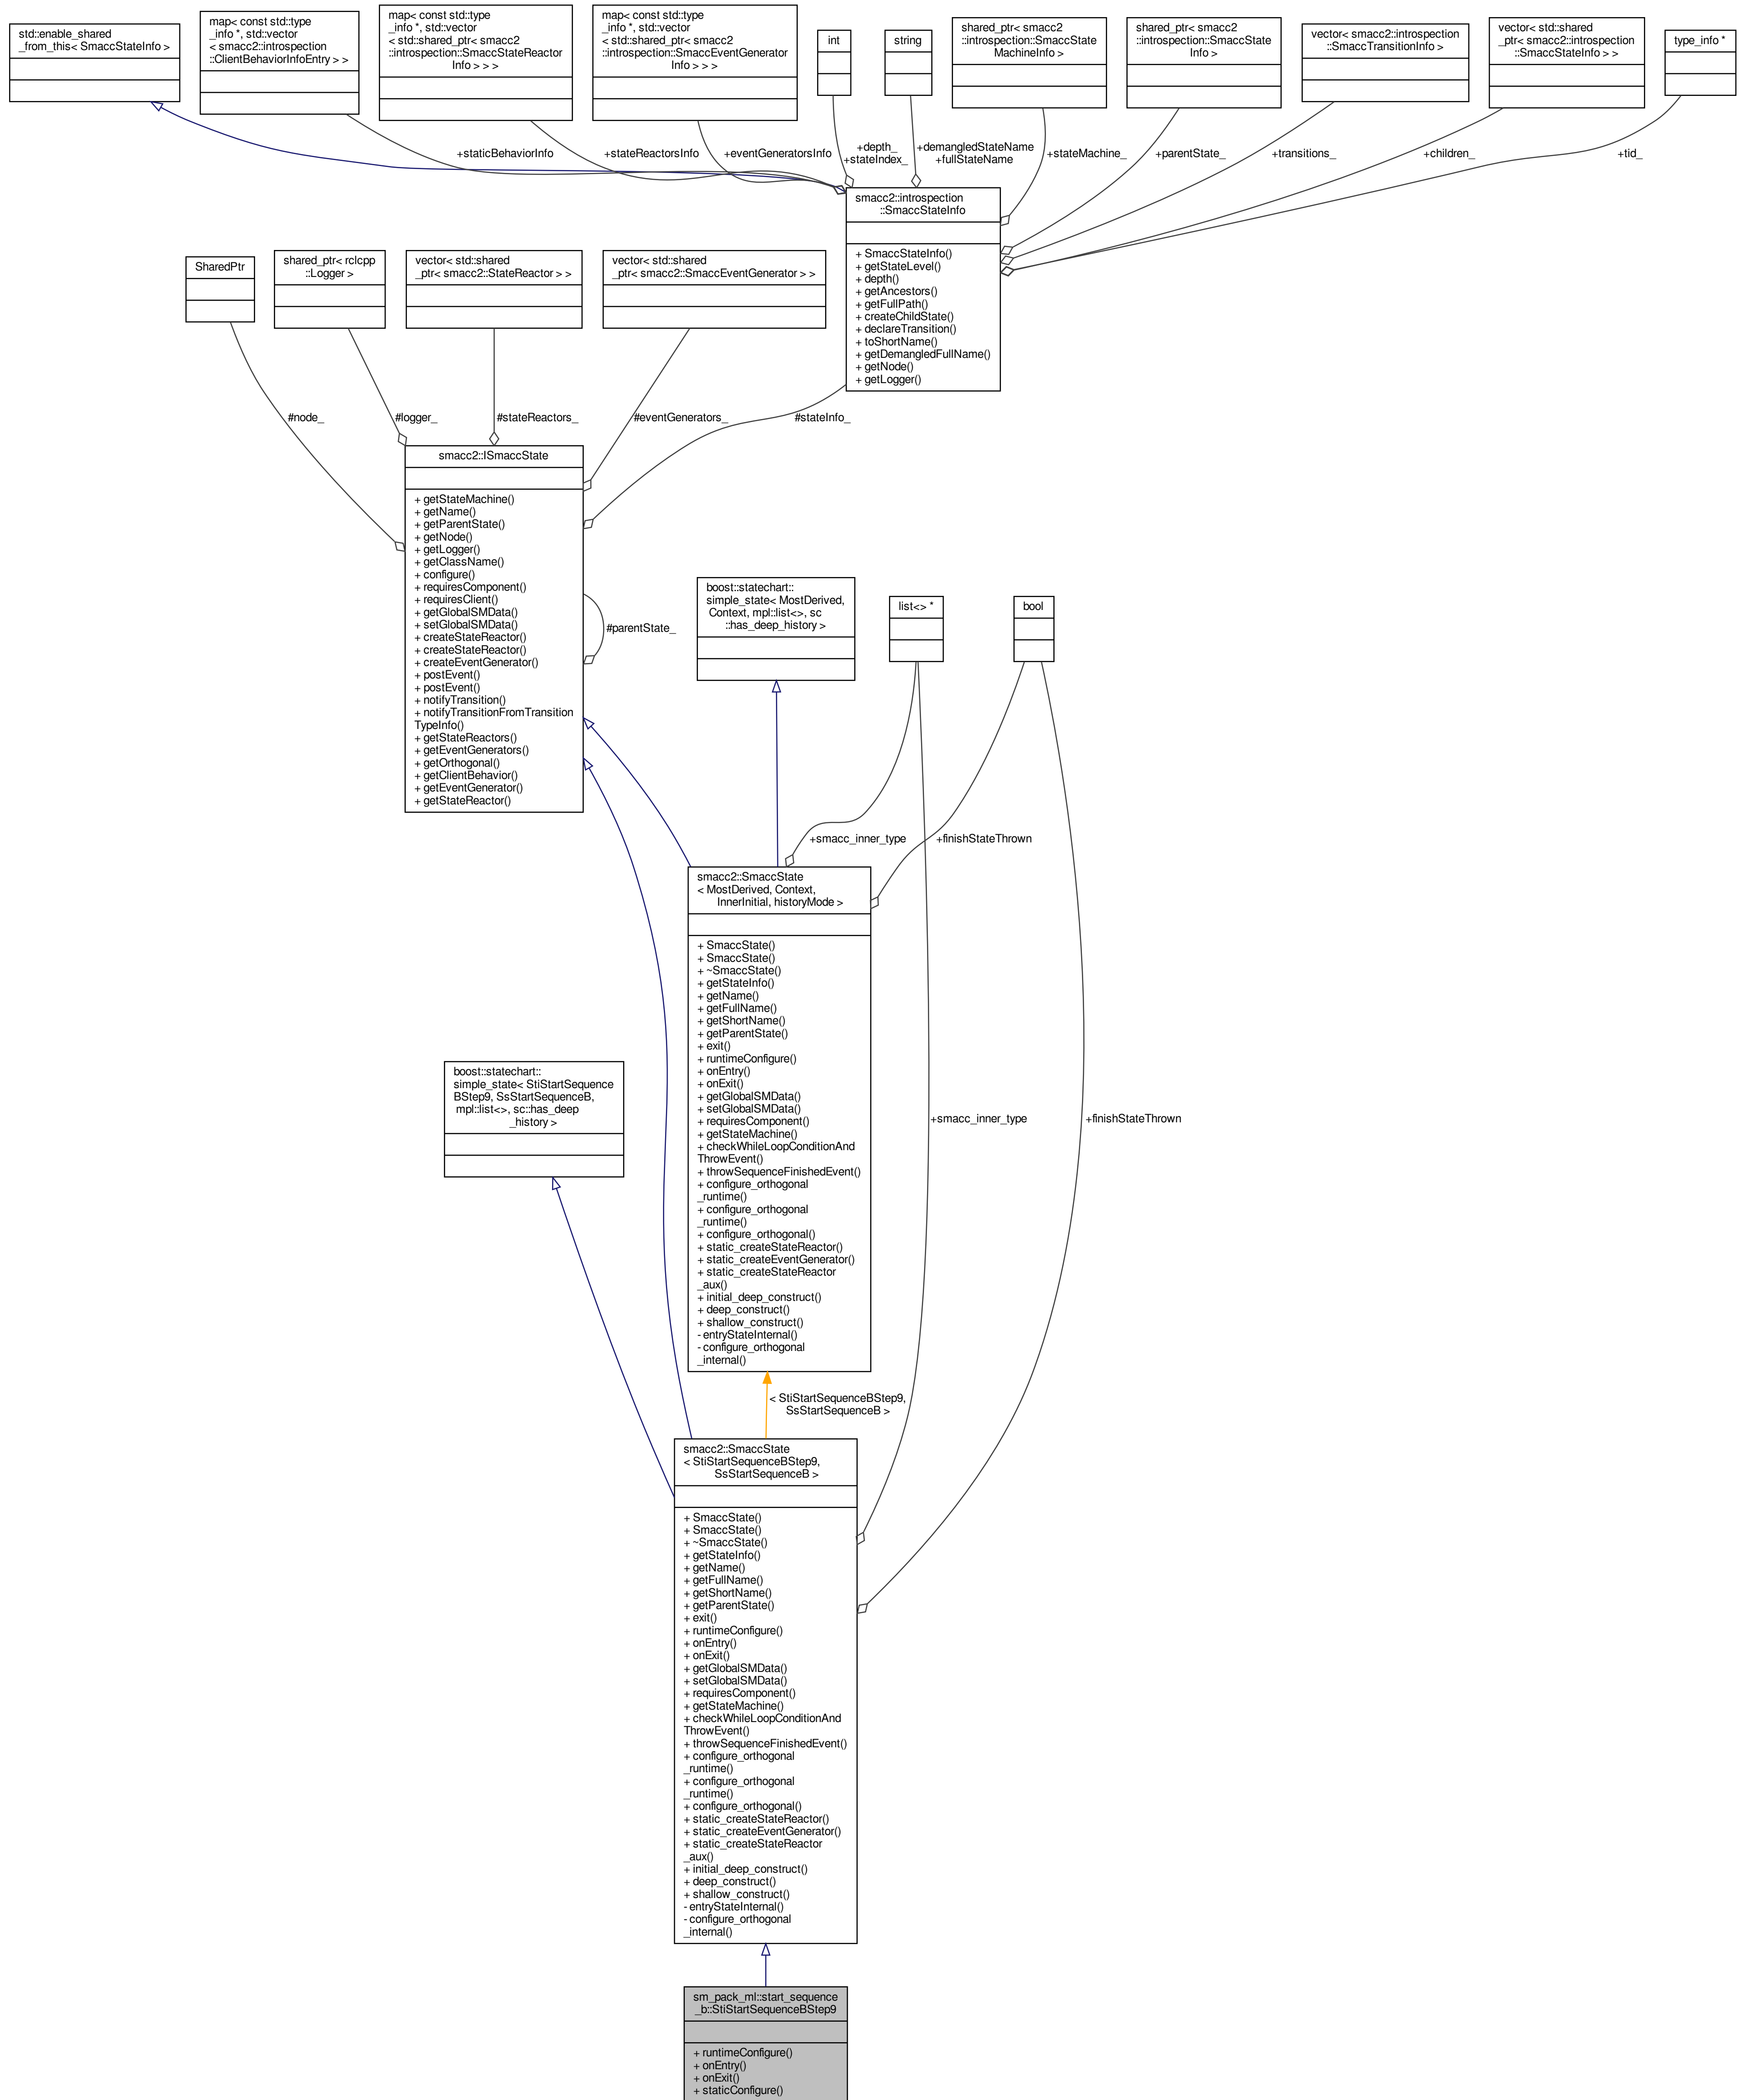 std::enable_shared
_from_this< SmaccStateInfo >
map< const std::type
_info *, std::vector
< smacc2::introspection
::ClientBehaviorInfoEntry > >
map< const std::type
_info *, std::vector
< std::shared_ptr< smacc2
::introspection::SmaccStateReactor
Info > > >
map< const std::type
_info *, std::vector
< std::shared_ptr< smacc2
::introspection::SmaccEventGenerator
Info > > >
int
string
shared_ptr< smacc2
::introspection::SmaccState
MachineInfo >
shared_ptr< smacc2
::introspection::SmaccState
Info >
vector< smacc2::introspection
::SmaccTransitionInfo >
vector< std::shared
_ptr< smacc2::introspection
::SmaccStateInfo > >
type_info *
+staticBehaviorInfo
+stateReactorsInfo
+eventGeneratorsInfo
+depth_
+stateIndex_
+demangledStateName
+fullStateName
+stateMachine_
+parentState_
+transitions_
+children_
+tid_
smacc2::introspection
::SmaccStateInfo
+ SmaccStateInfo()
+ getStateLevel()
+ depth()
+ getAncestors()
+ getFullPath()
+ createChildState()
+ declareTransition()
+ toShortName()
+ getDemangledFullName()
+ getNode()
+ getLogger()
SharedPtr
shared_ptr< rclcpp
::Logger >
vector< std::shared
_ptr< smacc2::StateReactor > >
vector< std::shared
_ptr< smacc2::SmaccEventGenerator > >
#node_
#logger_
#stateReactors_
#eventGenerators_
#stateInfo_
smacc2::ISmaccState
+ getStateMachine()
+ getName()
+ getParentState()
+ getNode()
+ getLogger()
+ getClassName()
+ configure()
+ requiresComponent()
+ requiresClient()
+ getGlobalSMData()
+ setGlobalSMData()
+ createStateReactor()
+ createStateReactor()
+ createEventGenerator()
+ postEvent()
+ postEvent()
+ notifyTransition()
+ notifyTransitionFromTransition
TypeInfo()
+ getStateReactors()
+ getEventGenerators()
+ getOrthogonal()
+ getClientBehavior()
+ getEventGenerator()
+ getStateReactor()
#parentState_
boost::statechart::
simple_state< MostDerived,
Context, mpl::list<>, sc
::has_deep_history >
list<> *
bool
+smacc_inner_type
+finishStateThrown
smacc2::SmaccState
< MostDerived, Context,
InnerInitial, historyMode >
+ SmaccState()
+ SmaccState()
+ ~SmaccState()
+ getStateInfo()
+ getName()
+ getFullName()
+ getShortName()
+ getParentState()
+ exit()
+ runtimeConfigure()
+ onEntry()
+ onExit()
+ getGlobalSMData()
+ setGlobalSMData()
+ requiresComponent()
+ getStateMachine()
+ checkWhileLoopConditionAnd
ThrowEvent()
+ throwSequenceFinishedEvent()
+ configure_orthogonal
_runtime()
+ configure_orthogonal
_runtime()
+ configure_orthogonal()
+ static_createStateReactor()
+ static_createEventGenerator()
+ static_createStateReactor
_aux()
+ initial_deep_construct()
+ deep_construct()
+ shallow_construct()
- entryStateInternal()
- configure_orthogonal
_internal()
boost::statechart::
simple_state< StiStartSequence
BStep9, SsStartSequenceB,
mpl::list<>, sc::has_deep
_history >
+smacc_inner_type
+finishStateThrown
< StiStartSequenceBStep9,
SsStartSequenceB >
smacc2::SmaccState
< StiStartSequenceBStep9,
SsStartSequenceB >
+ SmaccState()
+ SmaccState()
+ ~SmaccState()
+ getStateInfo()
+ getName()
+ getFullName()
+ getShortName()
+ getParentState()
+ exit()
+ runtimeConfigure()
+ onEntry()
+ onExit()
+ getGlobalSMData()
+ setGlobalSMData()
+ requiresComponent()
+ getStateMachine()
+ checkWhileLoopConditionAnd
ThrowEvent()
+ throwSequenceFinishedEvent()
+ configure_orthogonal
_runtime()
+ configure_orthogonal
_runtime()
+ configure_orthogonal()
+ static_createStateReactor()
+ static_createEventGenerator()
+ static_createStateReactor
_aux()
+ initial_deep_construct()
+ deep_construct()
+ shallow_construct()
- entryStateInternal()
- configure_orthogonal
_internal()
sm_pack_ml::start_sequence
_b::StiStartSequenceBStep9
+ runtimeConfigure()
+ onEntry()
+ onExit()
+ staticConfigure()